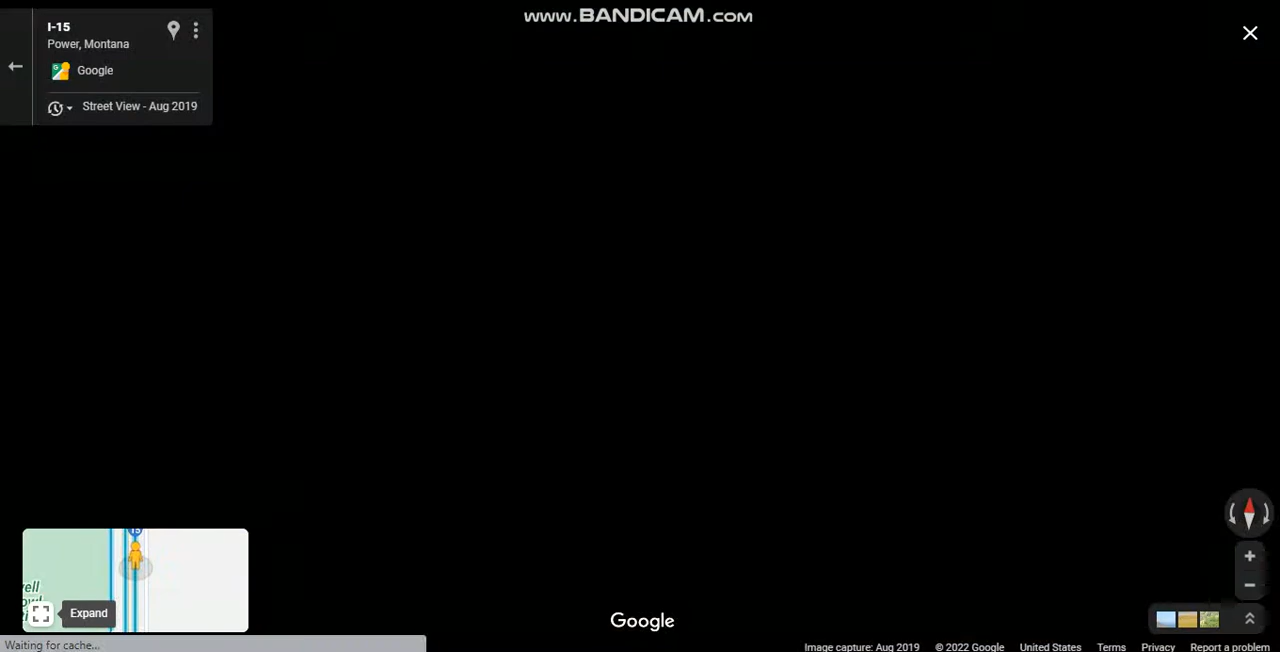 www.BANDICAM.com
I-15
Power, Montana
Google
Street View - Aug 2019
15
Expand
Google
Waiting for cache...
Image capture: Aug 2019 © 2022 Google United States Terms Privacy Report a problem